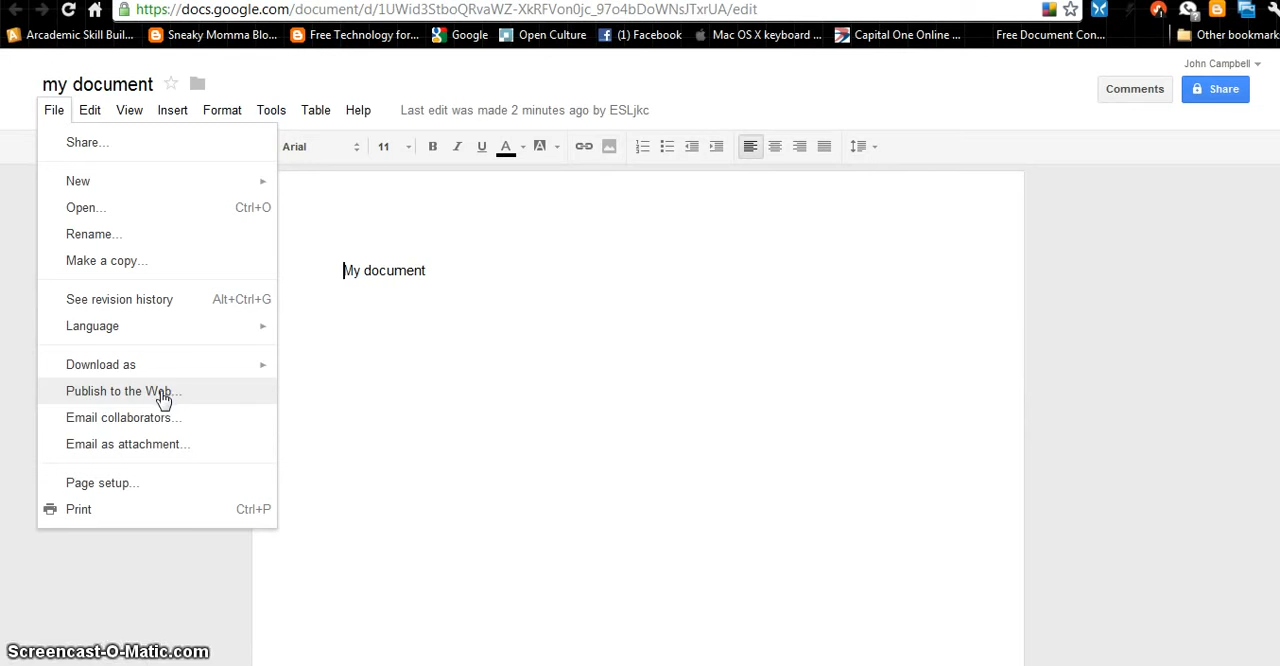 https://docs.google.com/document/d/1UWid3StboQRvaWZ-XkRFVon0jc_97o4bDoWNsJTxrUA/edit
Arcademic Skill Buil... Sneaky Momma Blo... Free Technology for... Google Open Culture (1) Facebook Mac OS X keyboard ... Capital One Online ... Free Document Con... Other bookmark
John Campbell
my document
Comments Share
File Edit View Insert Format Tools Table Help Last edit was made 2 minutes ago by ESLjkc
Arial 11 B I U A A
Share...
New
Open... Ctrl+O
Rename...
Make a copy...
My document
See revision history Alt+Ctrl+G
Language
Download as
Publish to the Web...
Email collaborators...
Email as attachment...
Page setup...
Print Ctrl+P
Screencast-O-Matic.com